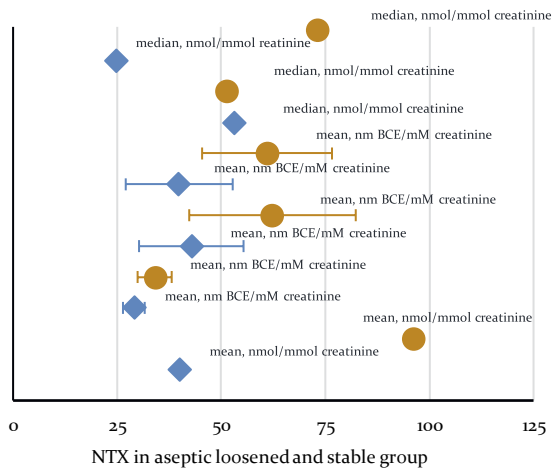 median, nmol/mmol creatinine
median, nmol/mmol reatinine
median, nmol/mmol creatinine
median, nmol/mmol creatinine
mean, nm BCE/mM creatinine
mean, nm BCE/mM creatinine
mean, nm BCE/mM creatinine
mean, nm BCE/mM creatinine
mean, nm BCE/mM creatinine
mean, nm BCE/mM creatinine
mean, nmol/mmol creatinine
mean, nmol/mmol creatinine
0 25 50 75 100 125
NTX in aseptic loosened and stable group